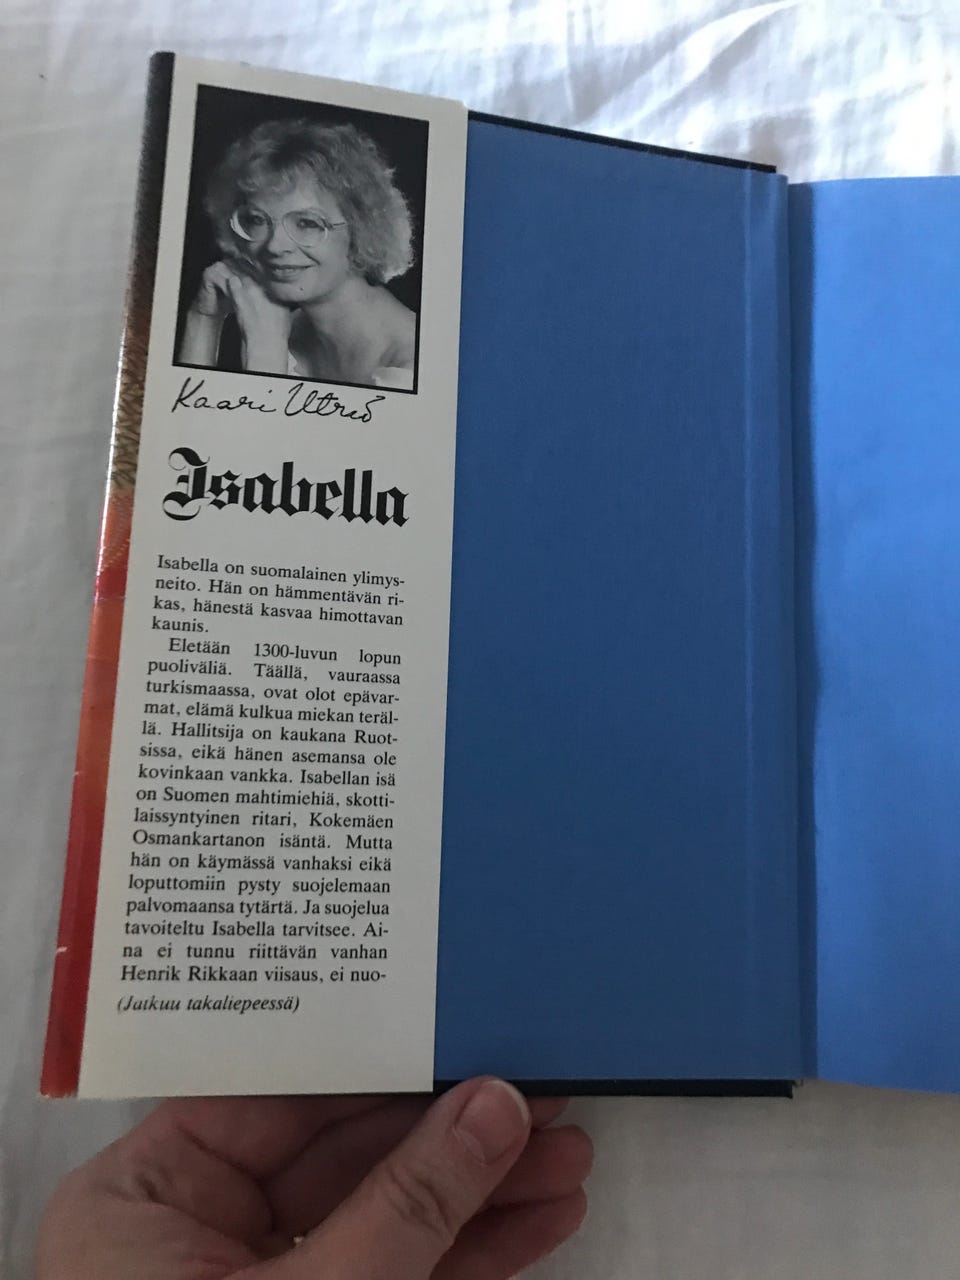 Kaari Utrio
Isabella
Isabella on suomalainen ylimys-
neito. Hän on hämmentävän ri-
kas, hänestä kasvaa himottavan
kaunis.
Eletään 1300-luvun lopun
puoliväliä. Täällä, vauraassa
turkismaassa, ovat olot epävar-
mat, elämä kulkua miekan teräl-
lä. Hallitsija on kaukana Ruot-
sissa, eikä hänen asemansa ole
kovinkaan vankka. Isabellan isä
on Suomen mahtimiehiä, skotti-
laissyntyinen ritari, Kokemäen
Osmankartanon isäntä. Mutta
hän on käymässä vanhaksi eikä
loputtomiin pysty suojelemaan
palvomaansa tytärtä. Ja suojelua
tavoiteltu Isabella tarvitsee. Ai-
na ei tunnu riittävän vanhan
Henrik Rikkaan viisaus, ei nuo-
(Jatkuu takaliepeessä)